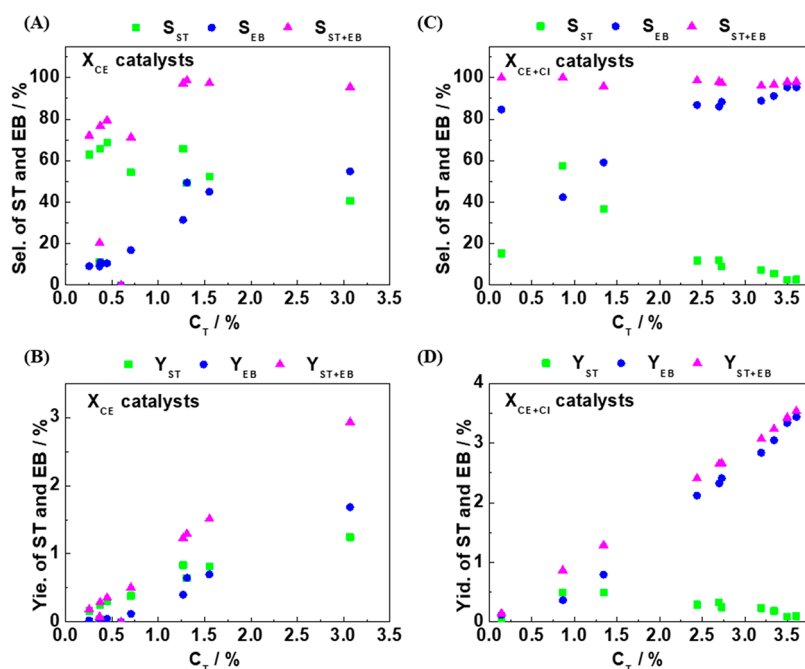 (A) S_ST S_EB S_ST+EB
X_CE catalysts
Sel. of ST and EB / %
100
80
60
40
20
0
0.0 0.5 1.0 1.5 2.0 2.5 3.0 3.5
C_T / %
(C) S_ST S_EB S_ST+EB
X_CE+CI catalysts
Sel. of ST and EB / %
100
80
60
40
20
0
0.0 0.5 1.0 1.5 2.0 2.5 3.0 3.5
C_T / %
(B) Y_ST Y_EB Y_ST+EB
X_CE catalysts
Yie. of ST and EB / %
3
2
1
0
0.0 0.5 1.0 1.5 2.0 2.5 3.0 3.5
C_T / %
(D) Y_ST Y_EB Y_ST+EB
X_CE+CI catalysts
Yid. of ST and EB / %
4
3
2
1
0
0.0 0.5 1.0 1.5 2.0 2.5 3.0 3.5
C_T / %